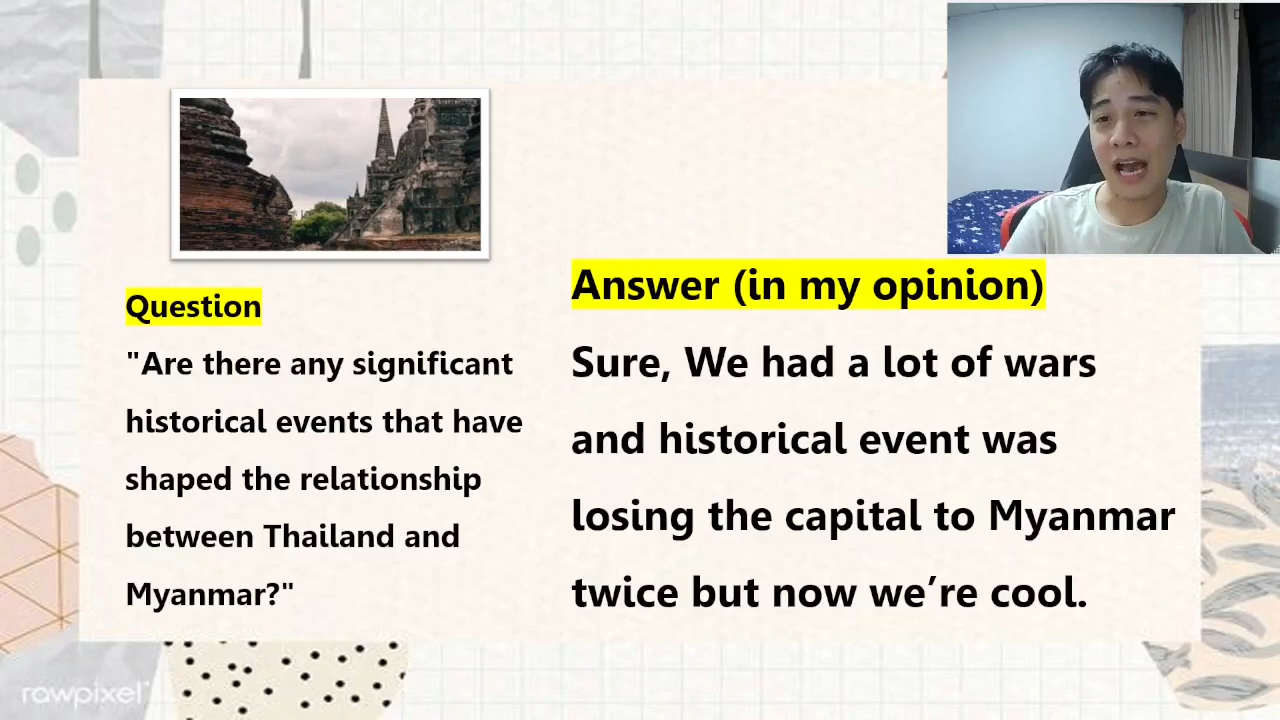 Question
"Are there any significant
historical events that have
shaped the relationship
between Thailand and
Myanmar?"
Answer (in my opinion)
Sure, We had a lot of wars
and historical event was
losing the capital to Myanmar
twice but now we’re cool.
rawpixel